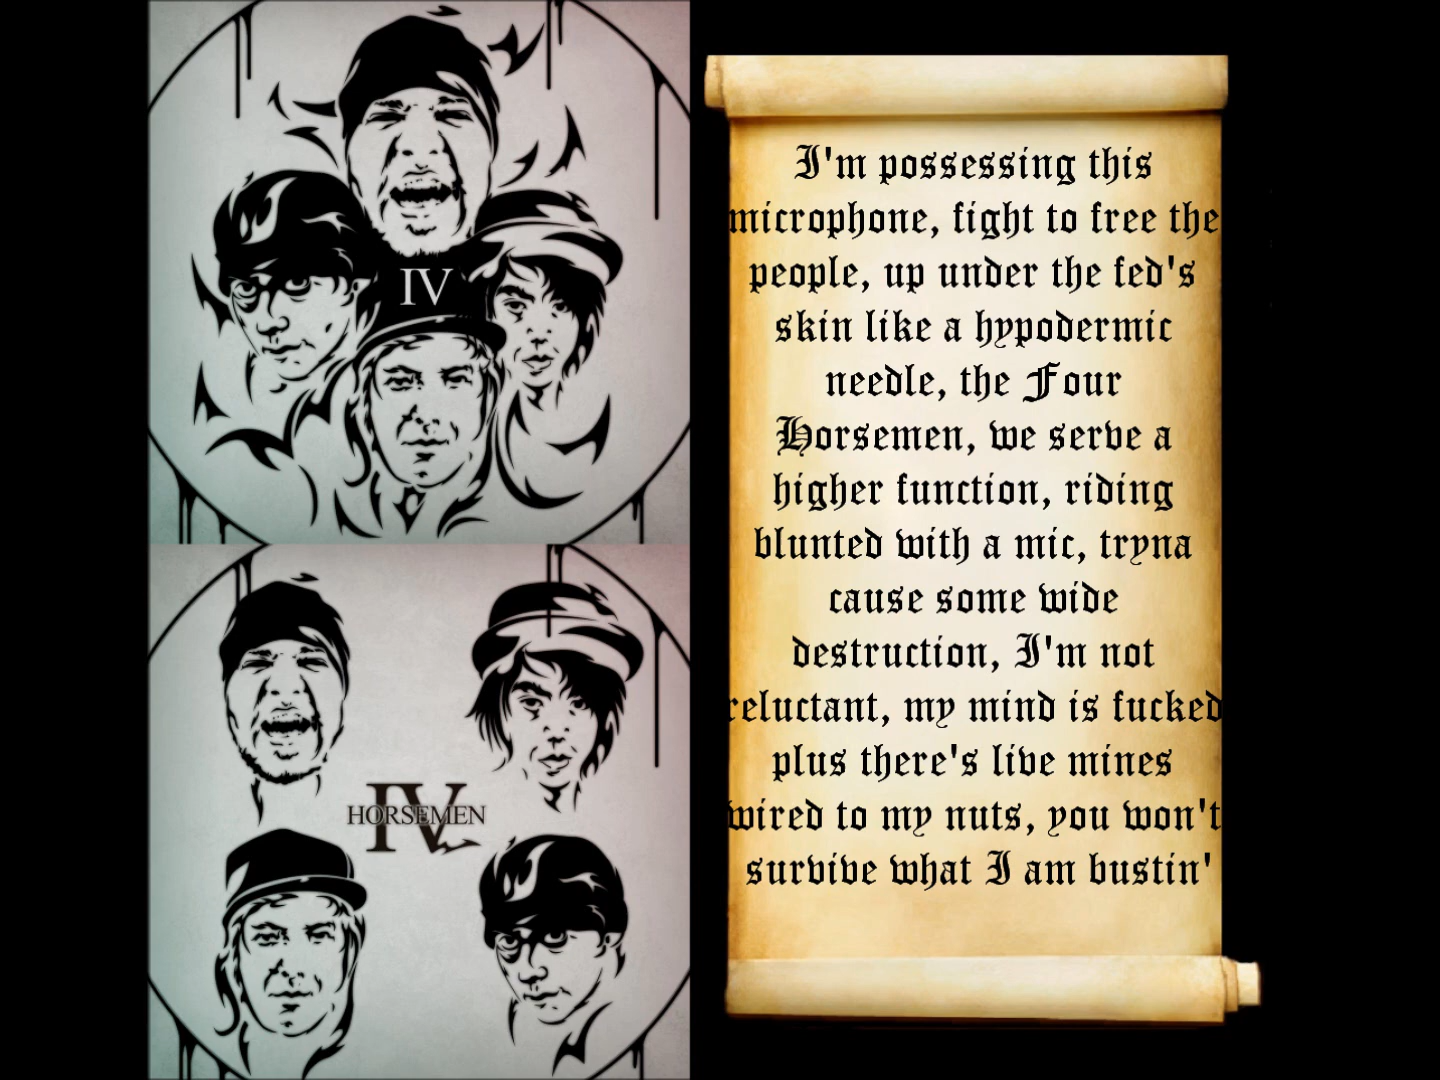 IV
IV
HORSEMEN
I'm possessing this
microphone, fight to free the
people, up under the fed's
skin like a hypodermic
needle, the Four
Horsemen, we serve a
higher function, riding
blunted with a mic, tryna
cause some wide
destruction, I'm not
reluctant, my mind is fucked
plus there's live mines
wired to my nuts, you won't
survive what I am bustin'